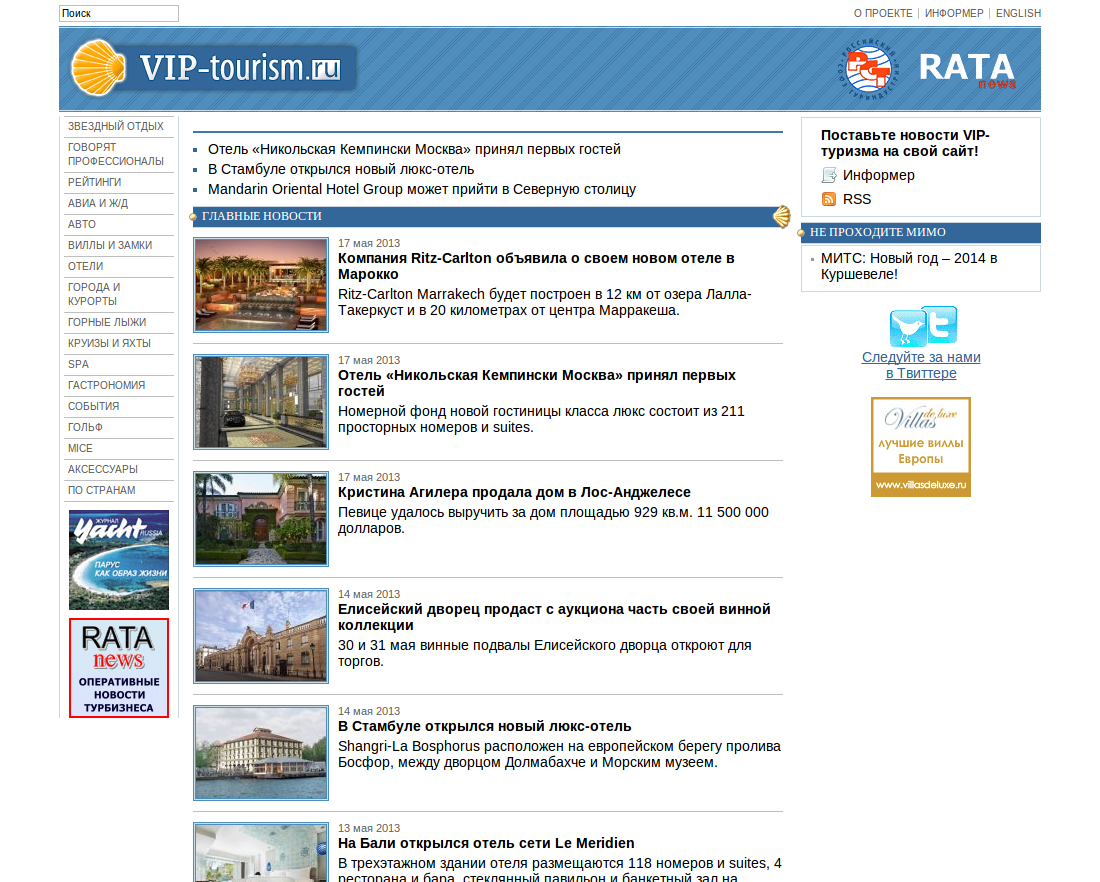 Поиск
О ПРОЕКТЕ | ИНФОРМЕР | ENGLISH
VIP-tourism.ru
РОССИЙСКИЙ СОЮЗ ТУРИНДУСТРИИ
РСТ
RATA
news
ЗВЕЗДНЫЙ ОТДЫХ
ГОВОРЯТ
ПРОФЕССИОНАЛЫ
РЕЙТИНГИ
АВИА И Ж/Д
АВТО
ВИЛЛЫ И ЗАМКИ
ОТЕЛИ
ГОРОДА И
КУРОРТЫ
ГОРНЫЕ ЛЫЖИ
КРУИЗЫ И ЯХТЫ
SPA
ГАСТРОНОМИЯ
СОБЫТИЯ
ГОЛЬФ
MICE
АКСЕССУАРЫ
ПО СТРАНАМ
ЖУРНАЛ
Yacht
RUSSIA
ПАРУС
КАК ОБРАЗ ЖИЗНИ
RATA
news
ОПЕРАТИВНЫЕ
НОВОСТИ
ТУРБИЗНЕСА
Отель «Никольская Кемпински Москва» принял первых гостей
В Стамбуле открылся новый люкс-отель
Mandarin Oriental Hotel Group может прийти в Северную столицу
ГЛАВНЫЕ НОВОСТИ
17 мая 2013
Компания Ritz-Carlton объявила о своем новом отеле в
Марокко
Ritz-Carlton Marrakech будет построен в 12 км от озера Лалла-
Такеркуст и в 20 километрах от центра Марракеша.
17 мая 2013
Отель «Никольская Кемпински Москва» принял первых
гостей
Номерной фонд новой гостиницы класса люкс состоит из 211
просторных номеров и suites.
17 мая 2013
Кристина Агилера продала дом в Лос-Анджелесе
Певице удалось выручить за дом площадью 929 кв.м. 11 500 000
долларов.
14 мая 2013
Елисейский дворец продаст с аукциона часть своей винной
коллекции
30 и 31 мая винные подвалы Елисейского дворца откроют для
торгов.
14 мая 2013
В Стамбуле открылся новый люкс-отель
Shangri-La Bosphorus расположен на европейском берегу пролива
Босфор, между дворцом Долмабахче и Морским музеем.
13 мая 2013
На Бали открылся отель сети Le Meridien
В трехэтажном здании отеля размещаются 118 номеров и suites, 4
ресторана и бара, стеклянный павильон и банкетный зал на
Поставьте новости VIP-
туризма на свой сайт!
Информер
RSS
НЕ ПРОХОДИТЕ МИМО
МИТС: Новый год – 2014 в
Куршевеле!
t
Следуйте за нами
в Твиттере
Villas de luxe
лучшие виллы
Европы
www.villasdeluxe.ru